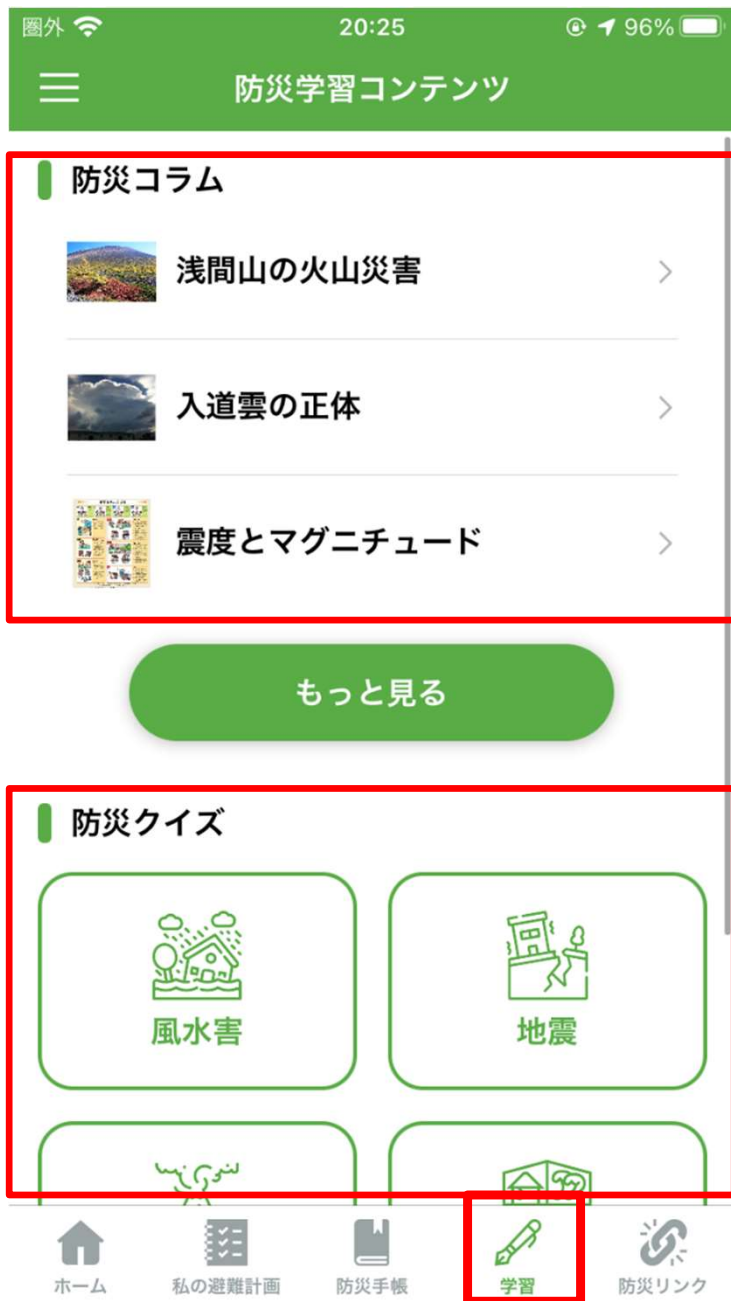 圏外 20:25 96%
防災学習コンテンツ
防災コラム
浅間山の火山災害
入道雲の正体
震度とマグニチュード
もっと見る
防災クイズ
風水害 地震
ホーム 私の避難計画 防災手帳 学習 防災リンク